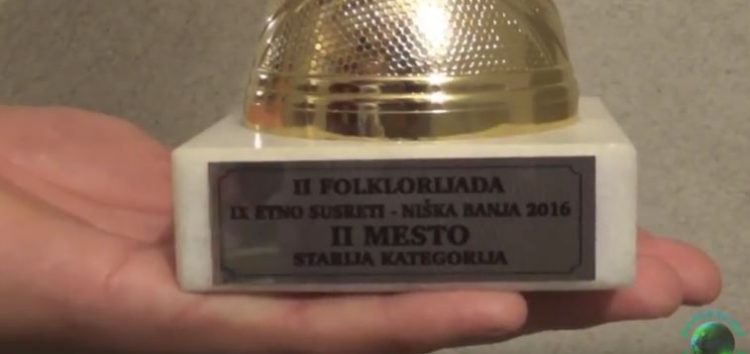 II FOLKLORIJADA
IX ETNO SUSRETI - NIŠKA BANJA 2016
II MESTO
STARIJA KATEGORIJA